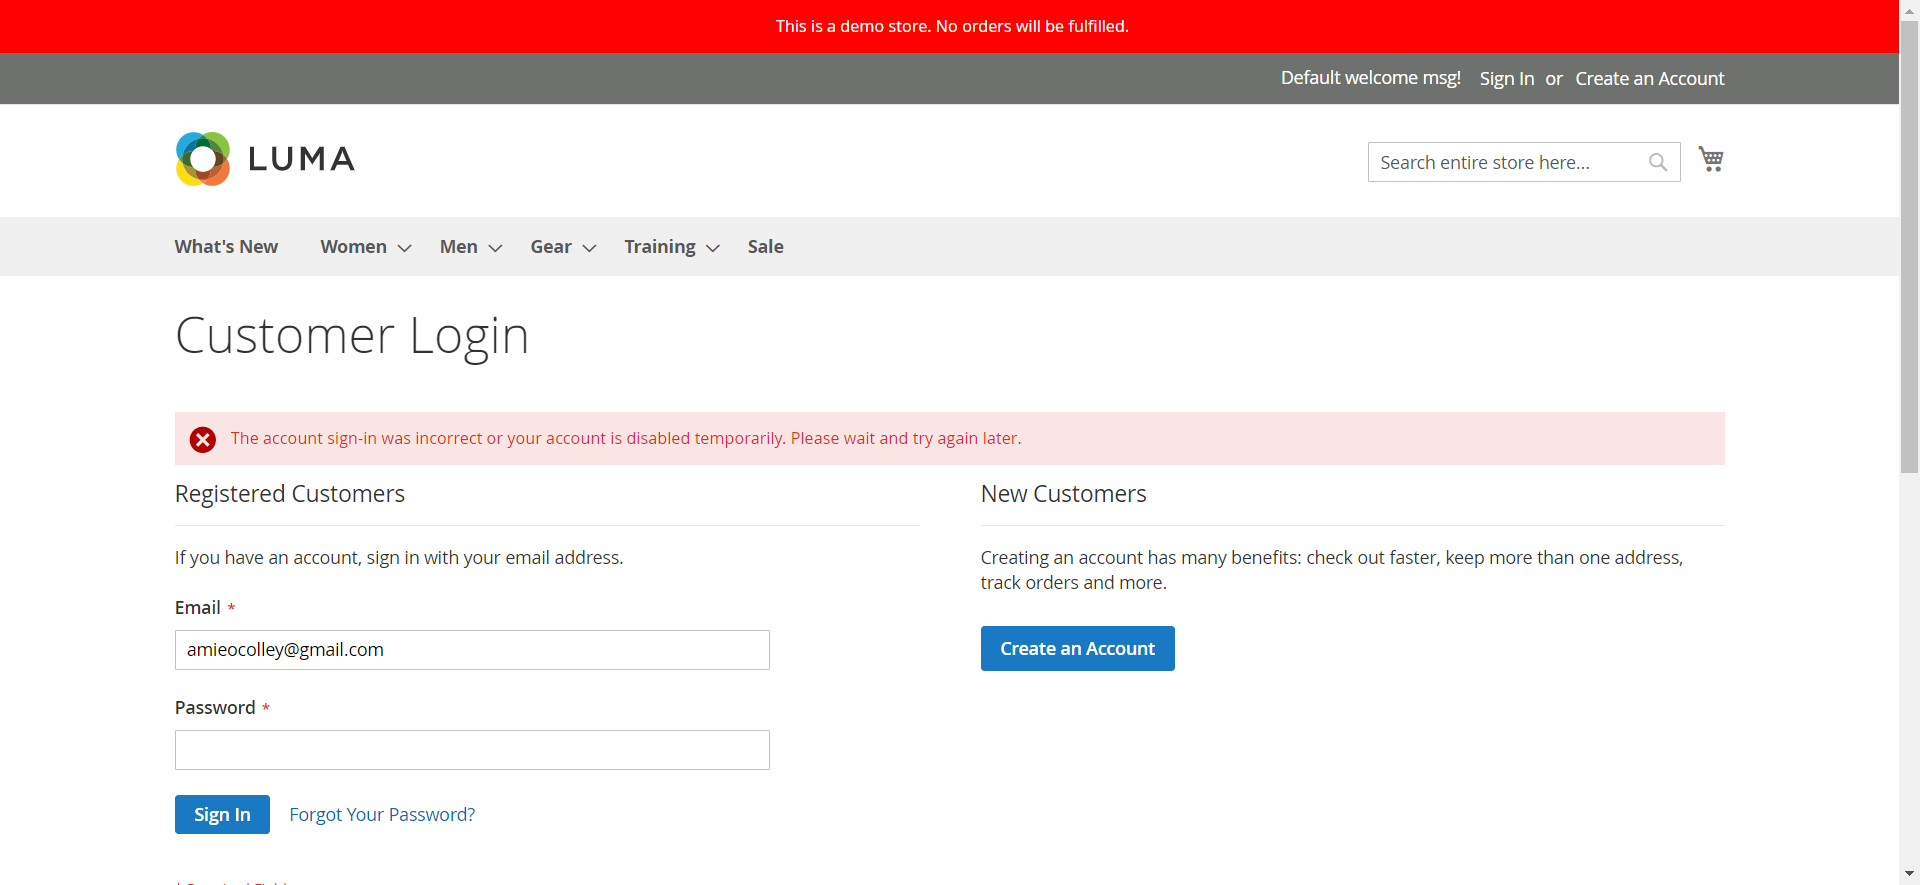 This is a demo store. No orders will be fulfilled.
Default welcome msg! Sign In or Create an Account
LUMA
Search entire store here...
What's New Women Men Gear Training Sale
Customer Login
The account sign-in was incorrect or your account is disabled temporarily. Please wait and try again later.
Registered Customers
If you have an account, sign in with your email address.
Email *
amieocolley@gmail.com
Password *
Sign In Forgot Your Password?
New Customers
Creating an account has many benefits: check out faster, keep more than one address,
track orders and more.
Create an Account